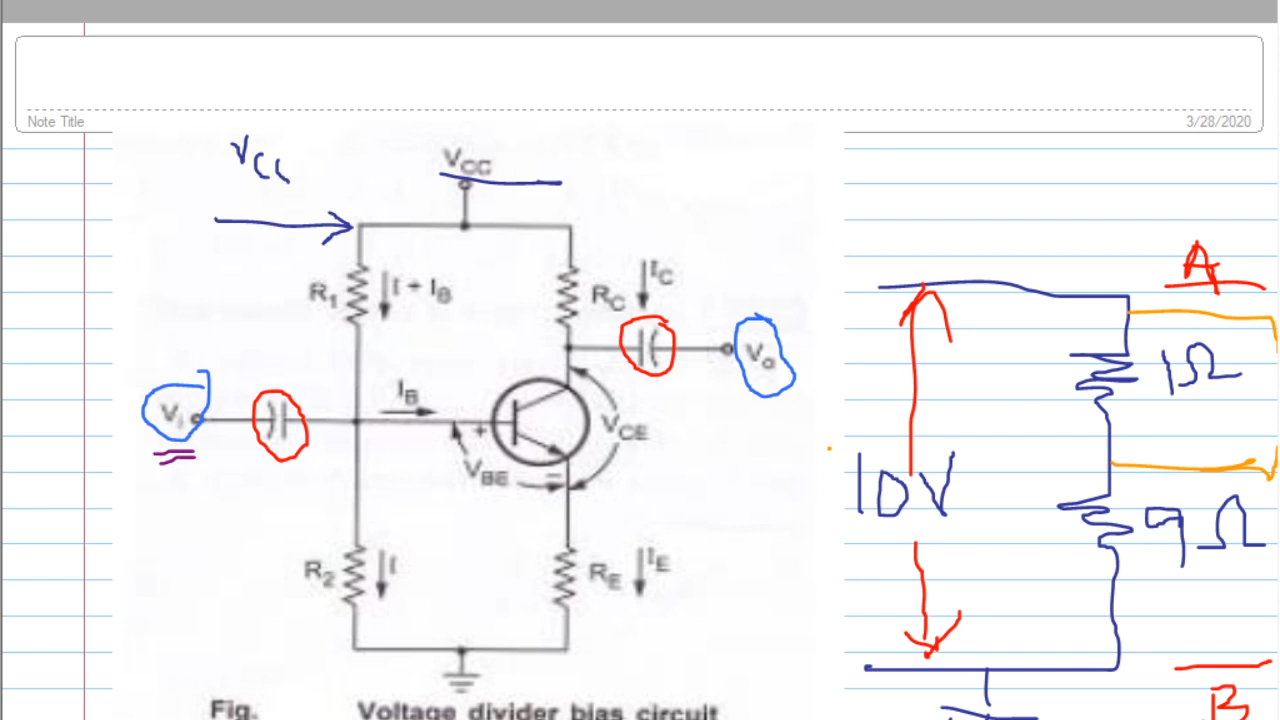 Note Title
3/28/2020
VCC
VCC
R1
I + IB
RC
IC
Vo
Vi
IB
+
VCE
VBE
−
R2
I
RE
IE
Fig. Voltage divider bias circuit
A
1Ω
10V
9Ω
B